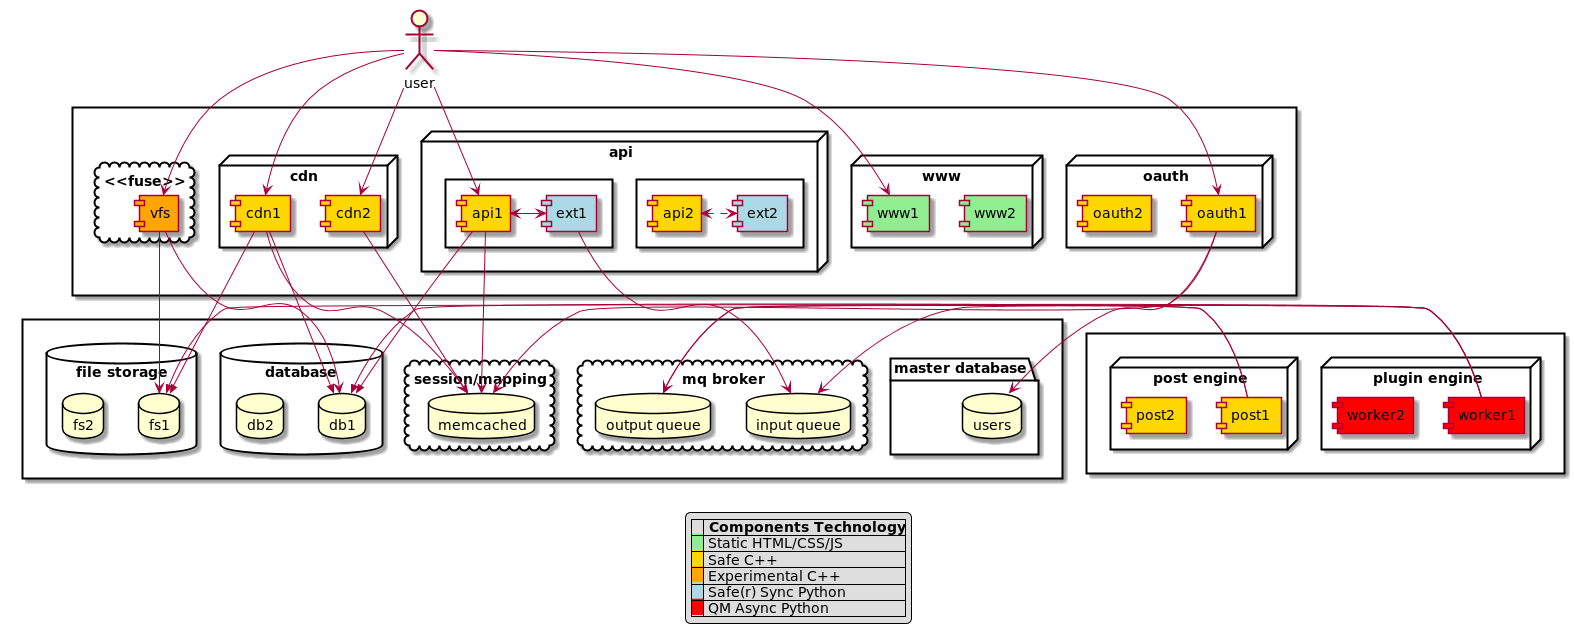 user
api
cdn
www
oauth
<<fuse>>
vfs
cdn1
cdn2
api1
ext1
api2
ext2
www1
www2
oauth2
oauth1
file storage
database
session/mapping
mq broker
master database
post engine
plugin engine
fs2
fs1
db2
db1
memcached
output queue
input queue
users
post2
post1
worker2
worker1
Components Technology
Static HTML/CSS/JS
Safe C++
Experimental C++
Safe(r) Sync Python
QM Async Python